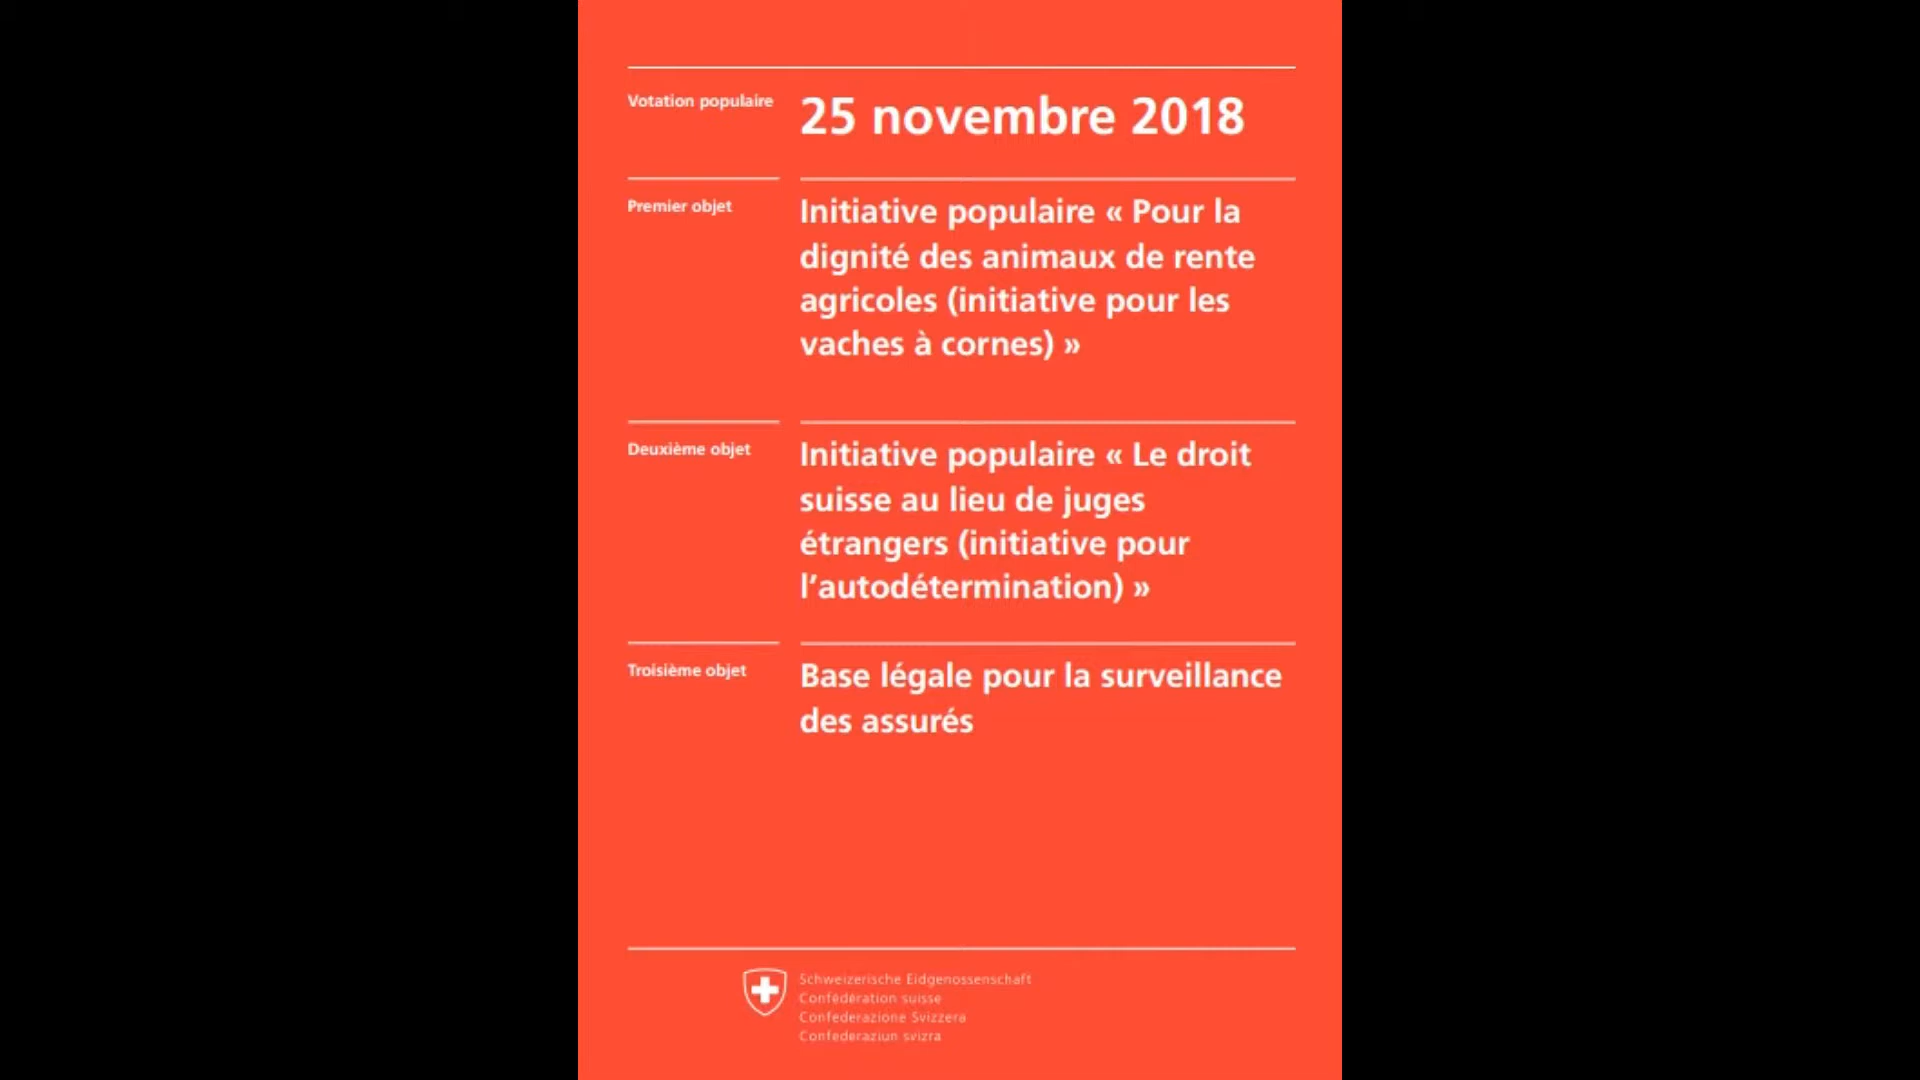 Votation populaire
25 novembre 2018
Premier objet
Initiative populaire « Pour la
dignité des animaux de rente
agricoles (initiative pour les
vaches à cornes) »
Deuxième objet
Initiative populaire « Le droit
suisse au lieu de juges
étrangers (initiative pour
l’autodétermination) »
Troisième objet
Base légale pour la surveillance
des assurés
Schweizerische Eidgenossenschaft
Confédération suisse
Confederazione Svizzera
Confederaziun svizra